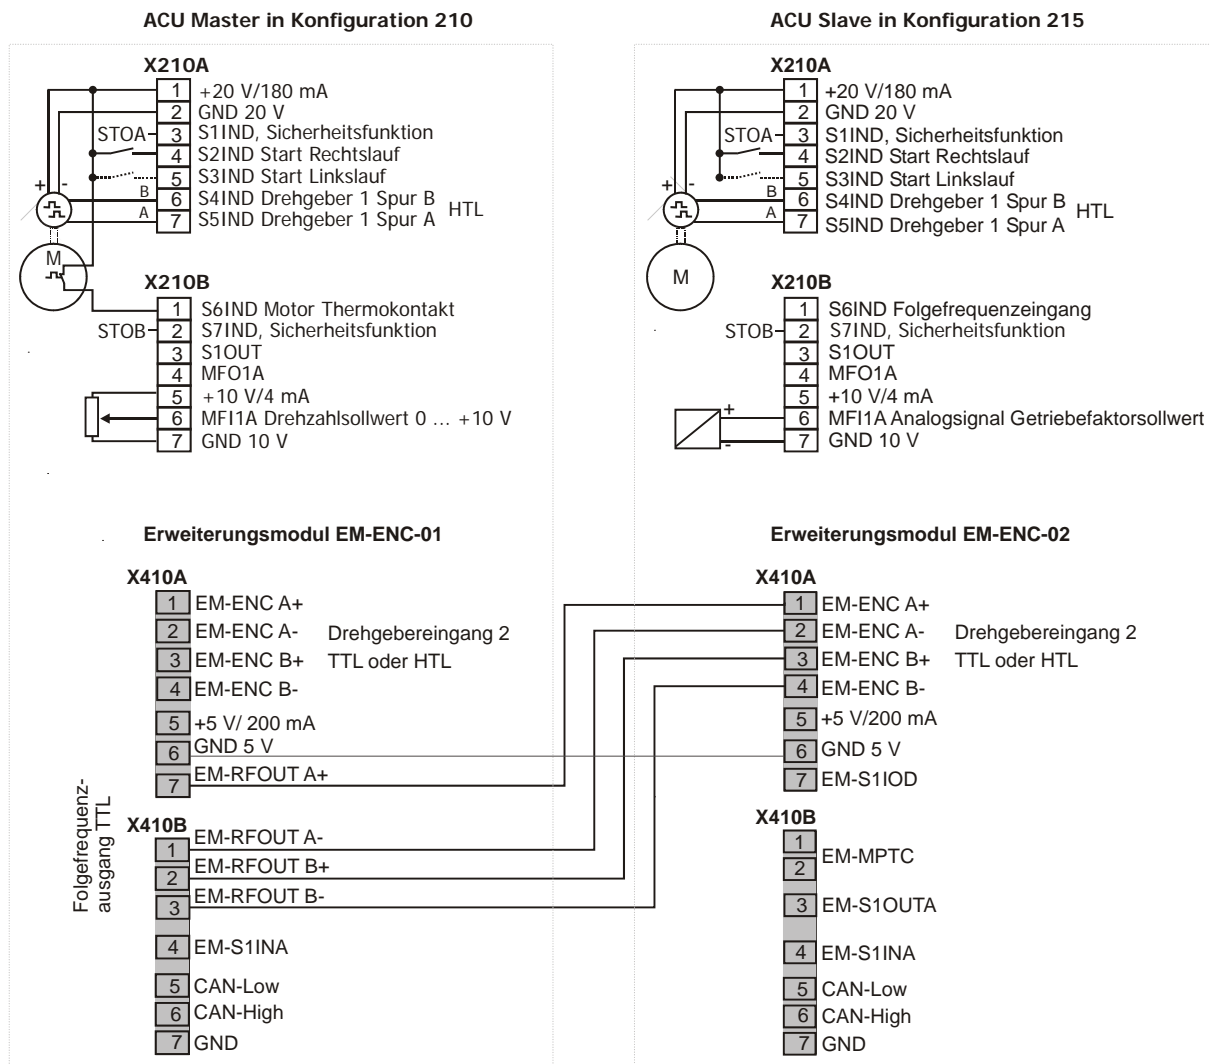 ACU Master in Konfiguration 210
X210A
1 +20 V/180 mA
2 GND 20 V
STOA 3 S1IND, Sicherheitsfunktion
4 S2IND Start Rechtslauf
5 S3IND Start Linkslauf
+ -
B 6 S4IND Drehgeber 1 Spur B
A 7 S5IND Drehgeber 1 Spur A
HTL
M
X210B
1 S6IND Motor Thermokontakt
STOB 2 S7IND, Sicherheitsfunktion
3 S1OUT
4 MFO1A
5 +10 V/4 mA
6 MFI1A Drehzahlsollwert 0 ... +10 V
7 GND 10 V
Erweiterungsmodul EM-ENC-01
X410A
1 EM-ENC A+
2 EM-ENC A-
3 EM-ENC B+
4 EM-ENC B-
Drehgebereingang 2
TTL oder HTL
5 +5 V/ 200 mA
6 GND 5 V
7 EM-RFOUT A+
Folgefrequenz-
ausgang TTL
X410B
1 EM-RFOUT A-
2 EM-RFOUT B+
3 EM-RFOUT B-
4 EM-S1INA
5 CAN-Low
6 CAN-High
7 GND
ACU Slave in Konfiguration 215
X210A
1 +20 V/180 mA
2 GND 20 V
STOA 3 S1IND, Sicherheitsfunktion
4 S2IND Start Rechtslauf
5 S3IND Start Linkslauf
+ -
B 6 S4IND Drehgeber 1 Spur B
A 7 S5IND Drehgeber 1 Spur A
HTL
M
X210B
1 S6IND Folgefrequenzeingang
STOB 2 S7IND, Sicherheitsfunktion
3 S1OUT
4 MFO1A
5 +10 V/4 mA
+ 6 MFI1A Analogsignal Getriebefaktorsollwert
- 7 GND 10 V
Erweiterungsmodul EM-ENC-02
X410A
1 EM-ENC A+
2 EM-ENC A-
3 EM-ENC B+
4 EM-ENC B-
Drehgebereingang 2
TTL oder HTL
5 +5 V/200 mA
6 GND 5 V
7 EM-S1IOD
X410B
1
2
EM-MPTC
3 EM-S1OUTA
4 EM-S1INA
5 CAN-Low
6 CAN-High
7 GND